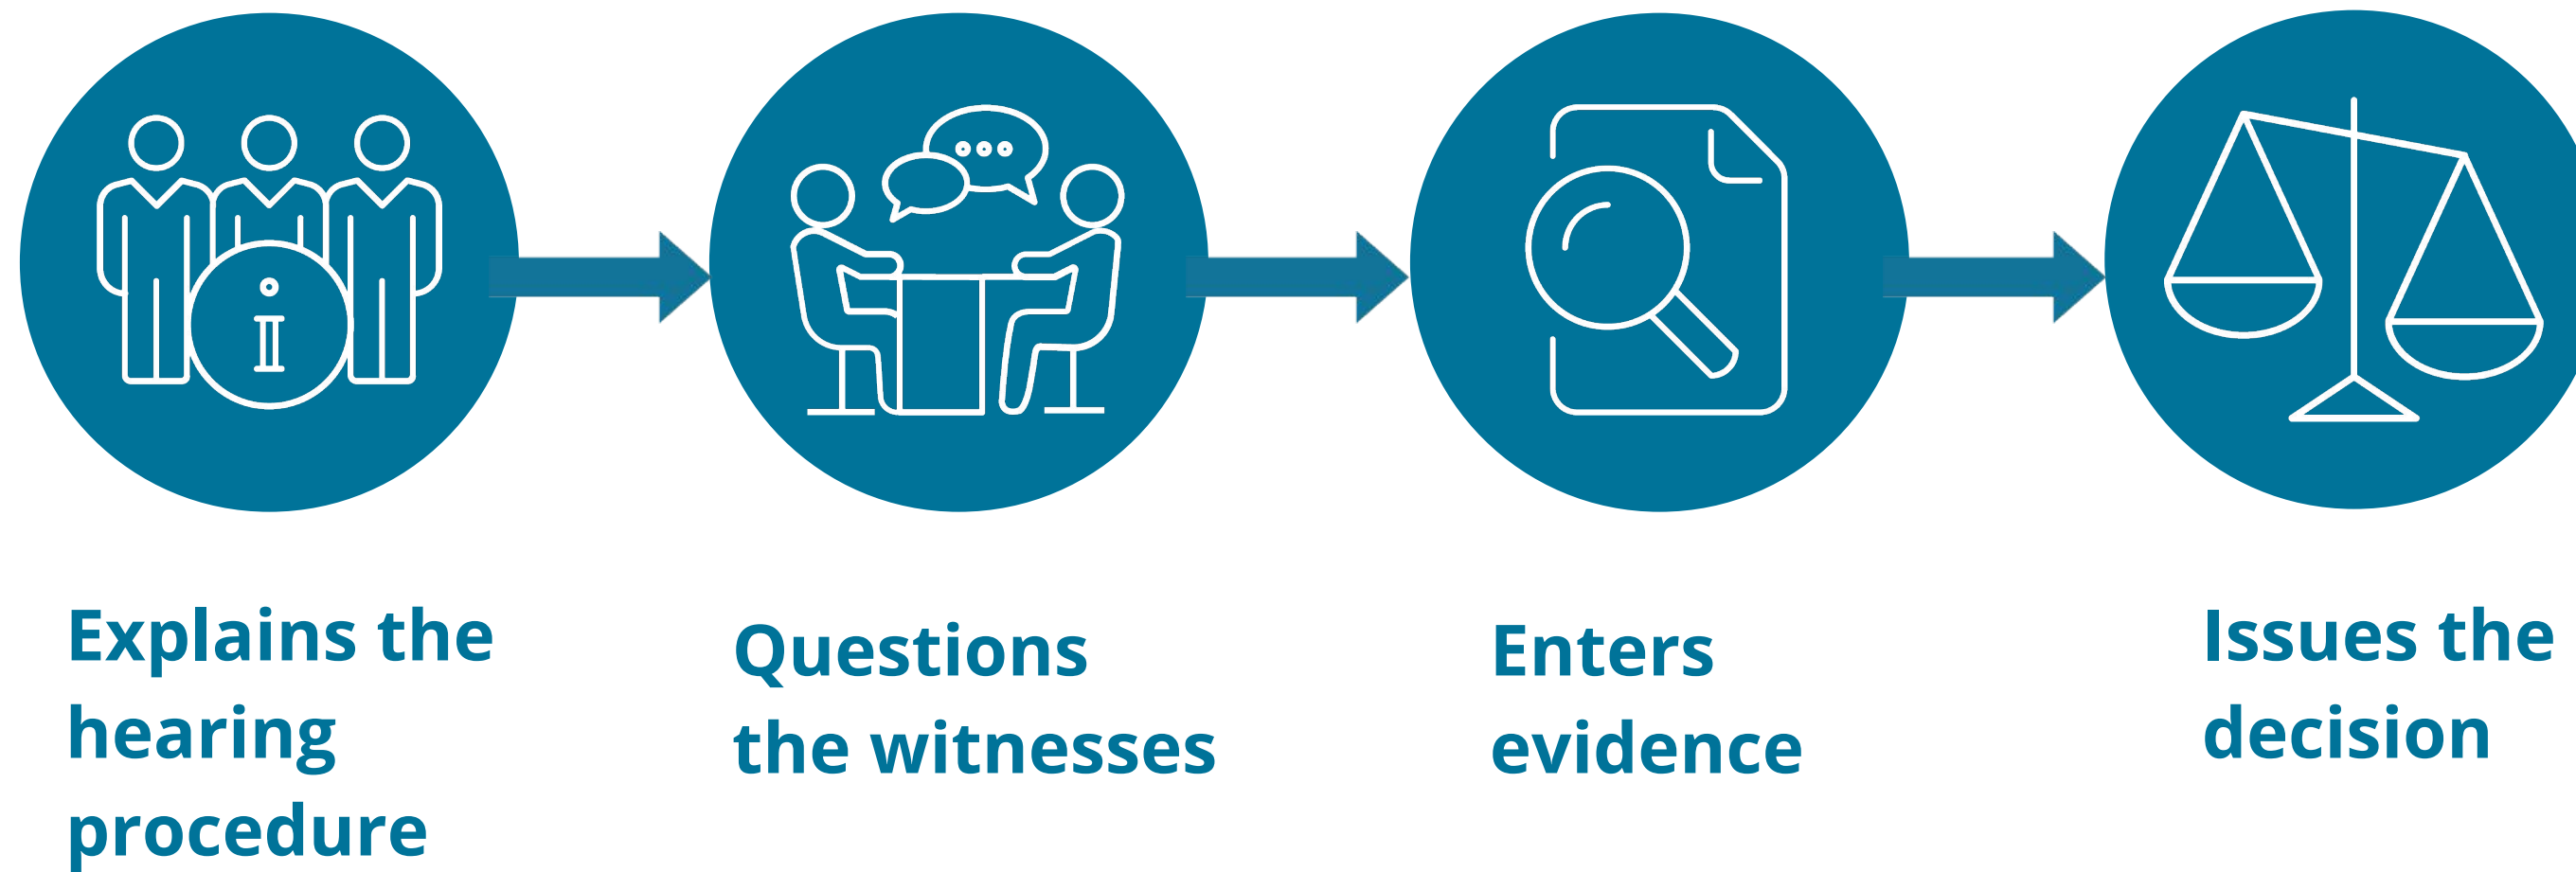 Explains the
hearing
procedure
Questions
the witnesses
Enters
evidence
Issues the
decision